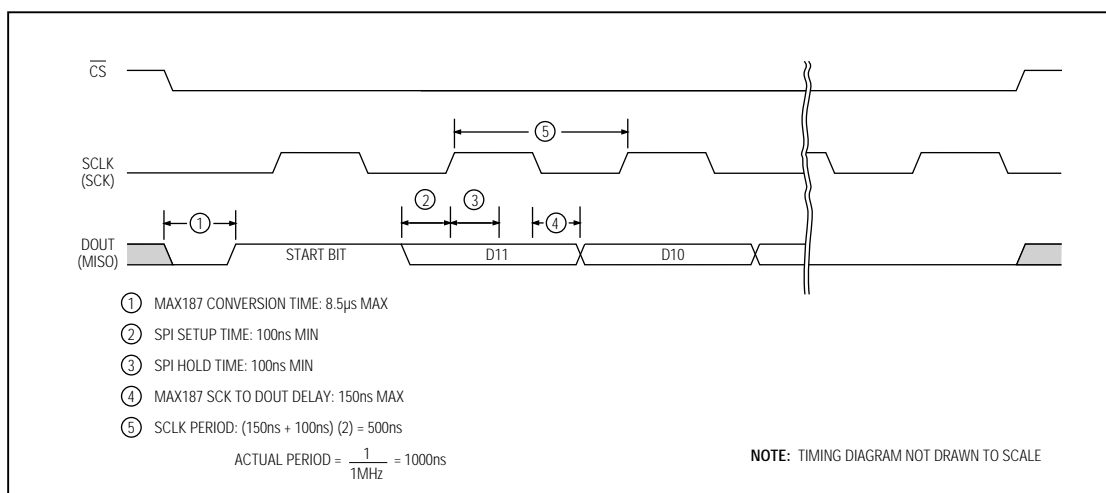 CS
⑤
SCLK
(SCK)
② ③
① ④
DOUT
(MISO)
START BIT D11 D10
① MAX187 CONVERSION TIME: 8.5µs MAX
② SPI SETUP TIME: 100ns MIN
③ SPI HOLD TIME: 100ns MIN
④ MAX187 SCK TO DOUT DELAY: 150ns MAX
⑤ SCLK PERIOD: (150ns + 100ns) (2) = 500ns
ACTUAL PERIOD = 1/1MHz = 1000ns
NOTE: TIMING DIAGRAM NOT DRAWN TO SCALE